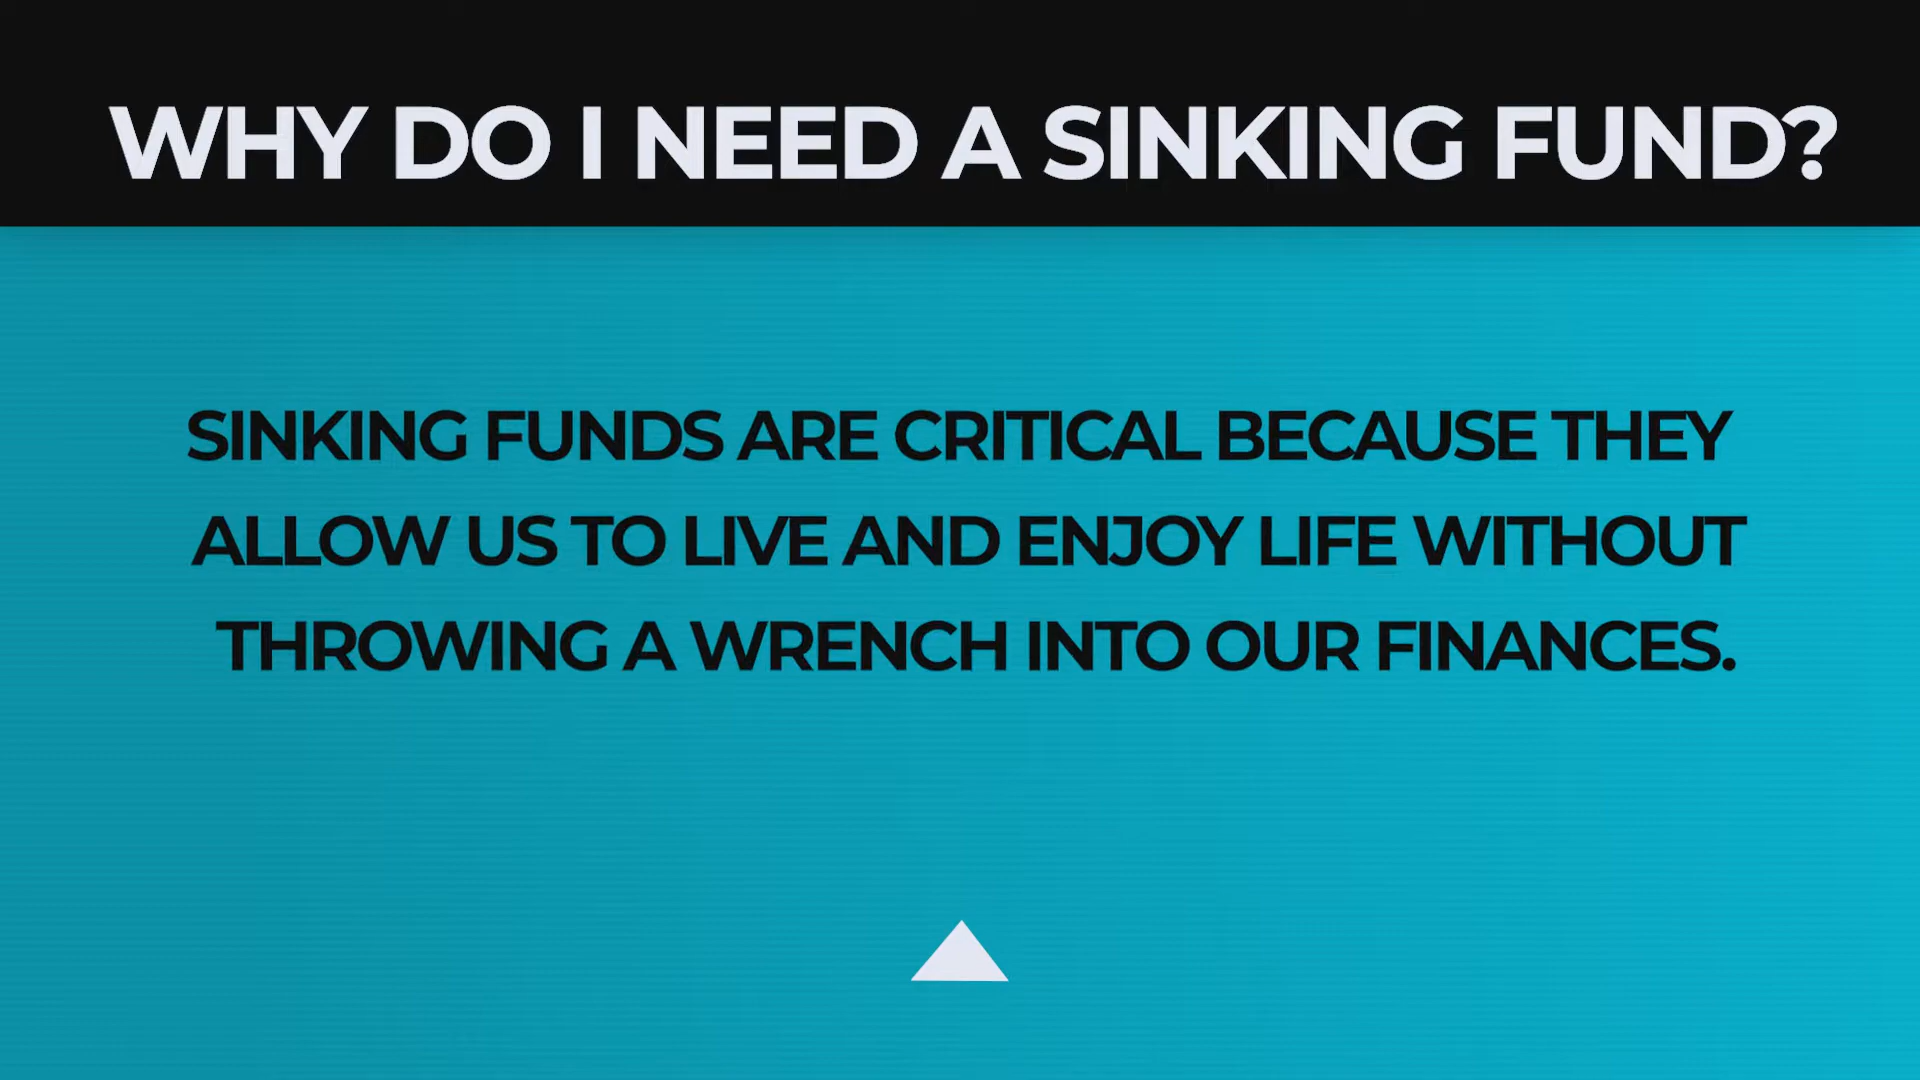 WHY DO I NEED A SINKING FUND?
SINKING FUNDS ARE CRITICAL BECAUSE THEY
ALLOW US TO LIVE AND ENJOY LIFE WITHOUT
THROWING A WRENCH INTO OUR FINANCES.